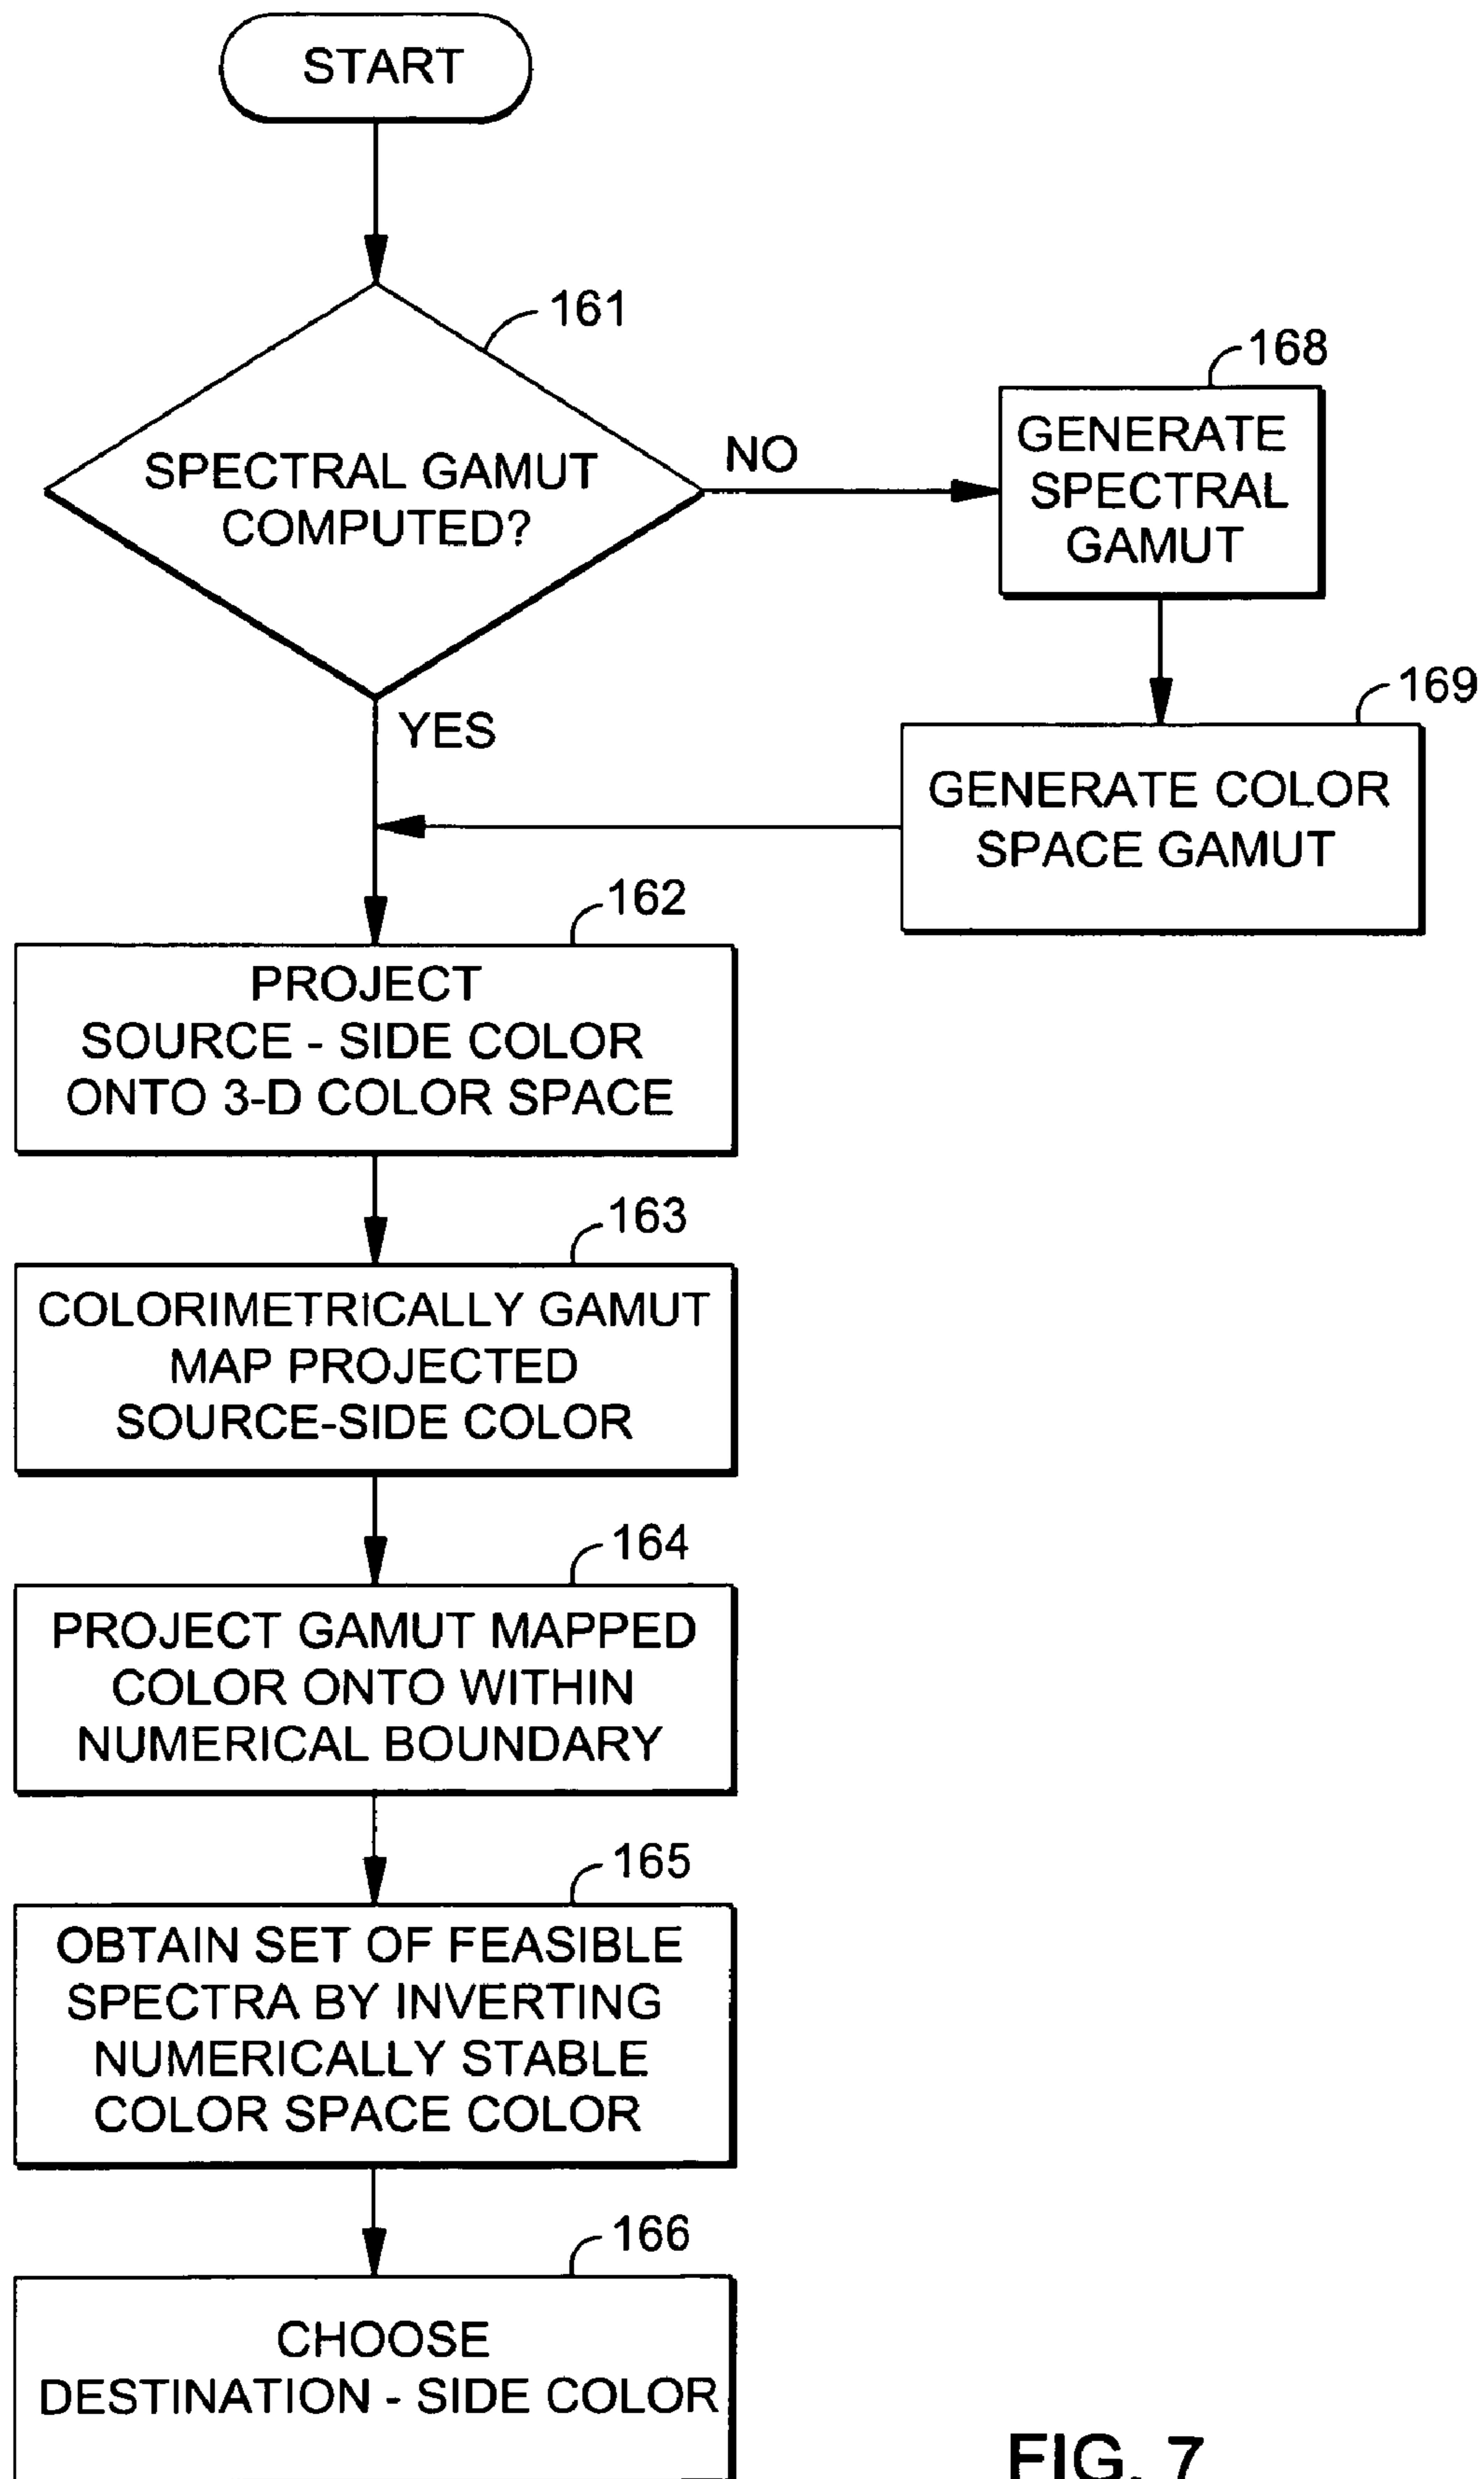 START
161
SPECTRAL GAMUT
COMPUTED?
NO
YES
168
GENERATE
SPECTRAL
GAMUT
169
GENERATE COLOR
SPACE GAMUT
162
PROJECT
SOURCE - SIDE COLOR
ONTO 3-D COLOR SPACE
163
COLORIMETRICALLY GAMUT
MAP PROJECTED
SOURCE-SIDE COLOR
164
PROJECT GAMUT MAPPED
COLOR ONTO WITHIN
NUMERICAL BOUNDARY
165
OBTAIN SET OF FEASIBLE
SPECTRA BY INVERTING
NUMERICALLY STABLE
COLOR SPACE COLOR
166
CHOOSE
DESTINATION - SIDE COLOR
FIG. 7